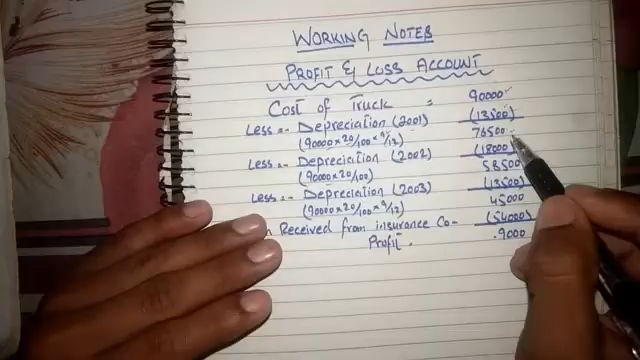 WORKING NOTES
PROFIT & LOSS ACCOUNT
Cost of Truck = 90000
Less:- Depreciation (2001) (13500)
(90000 x 20/100 x 9/12) 76500
Less:- Depreciation (2002) (18000)
(90000 x 20/100) 58500
Less:- Depreciation (2003) (13500)
(90000 x 20/100 x 9/12) 45000
Received from insurance Co- (54000)
Profit. 9000